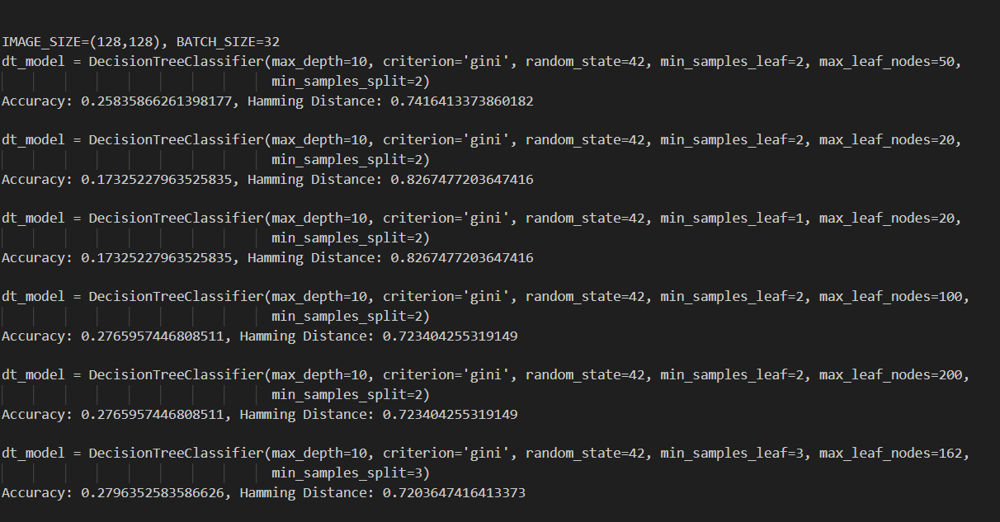 IMAGE_SIZE=(128,128), BATCH_SIZE=32
dt_model = DecisionTreeClassifier(max_depth=10, criterion='gini', random_state=42, min_samples_leaf=2, max_leaf_nodes=50,
min_samples_split=2)
Accuracy: 0.25835866261398177, Hamming Distance: 0.7416413373860182
dt_model = DecisionTreeClassifier(max_depth=10, criterion='gini', random_state=42, min_samples_leaf=2, max_leaf_nodes=20,
min_samples_split=2)
Accuracy: 0.17325227963525835, Hamming Distance: 0.8267477203647416
dt_model = DecisionTreeClassifier(max_depth=10, criterion='gini', random_state=42, min_samples_leaf=1, max_leaf_nodes=20,
min_samples_split=2)
Accuracy: 0.17325227963525835, Hamming Distance: 0.8267477203647416
dt_model = DecisionTreeClassifier(max_depth=10, criterion='gini', random_state=42, min_samples_leaf=2, max_leaf_nodes=100,
min_samples_split=2)
Accuracy: 0.2765957446808511, Hamming Distance: 0.723404255319149
dt_model = DecisionTreeClassifier(max_depth=10, criterion='gini', random_state=42, min_samples_leaf=2, max_leaf_nodes=200,
min_samples_split=2)
Accuracy: 0.2765957446808511, Hamming Distance: 0.723404255319149
dt_model = DecisionTreeClassifier(max_depth=10, criterion='gini', random_state=42, min_samples_leaf=3, max_leaf_nodes=162,
min_samples_split=3)
Accuracy: 0.2796352583586626, Hamming Distance: 0.7203647416413373